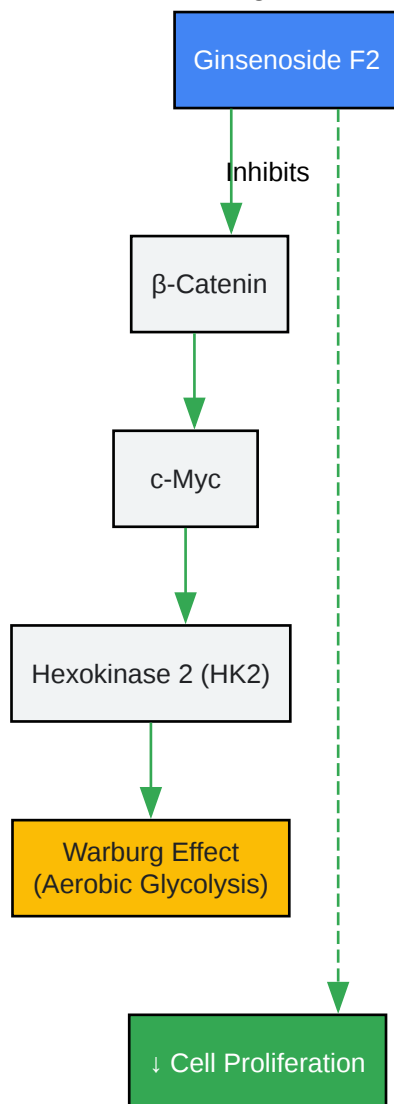 Ginsenoside F2
Inhibits
β-Catenin
c-Myc
Hexokinase 2 (HK2)
Warburg Effect
(Aerobic Glycolysis)
↓ Cell Proliferation